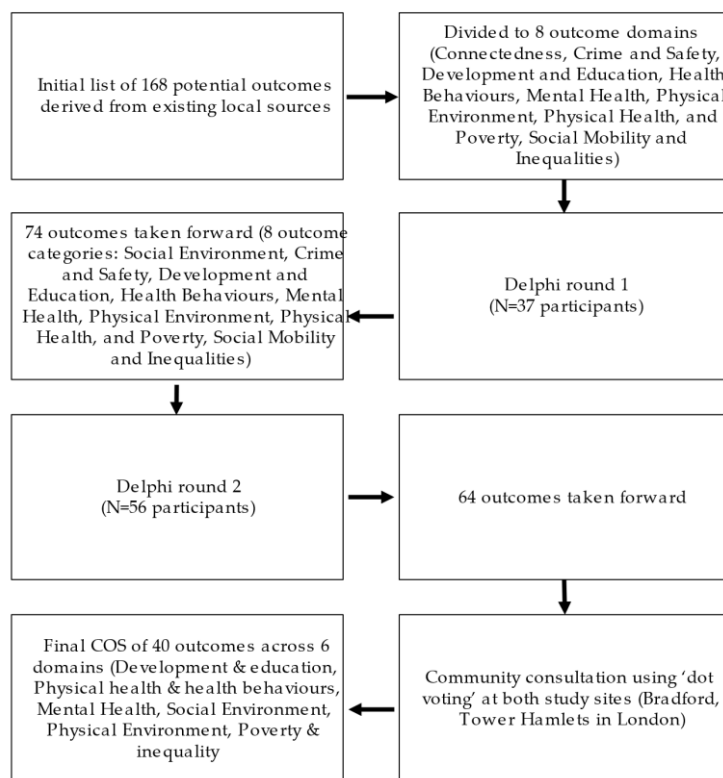 Initial list of 168 potential outcomes
derived from existing local sources
Divided to 8 outcome domains
(Connectedness, Crime and Safety,
Development and Education, Health
Behaviours, Mental Health, Physical
Environment, Physical Health, and
Poverty, Social Mobility and
Inequalities)
74 outcomes taken forward (8 outcome
categories: Social Environment, Crime
and Safety, Development and
Education, Health Behaviours, Mental
Health, Physical Environment, Physical
Health, and Poverty, Social Mobility
and Inequalities)
Delphi round 1
(N=37 participants)
Delphi round 2
(N=56 participants)
64 outcomes taken forward
Final COS of 40 outcomes across 6
domains (Development & education,
Physical health & health behaviours,
Mental Health, Social Environment,
Physical Environment, Poverty &
inequality
Community consultation using ‘dot
voting’ at both study sites (Bradford,
Tower Hamlets in London)